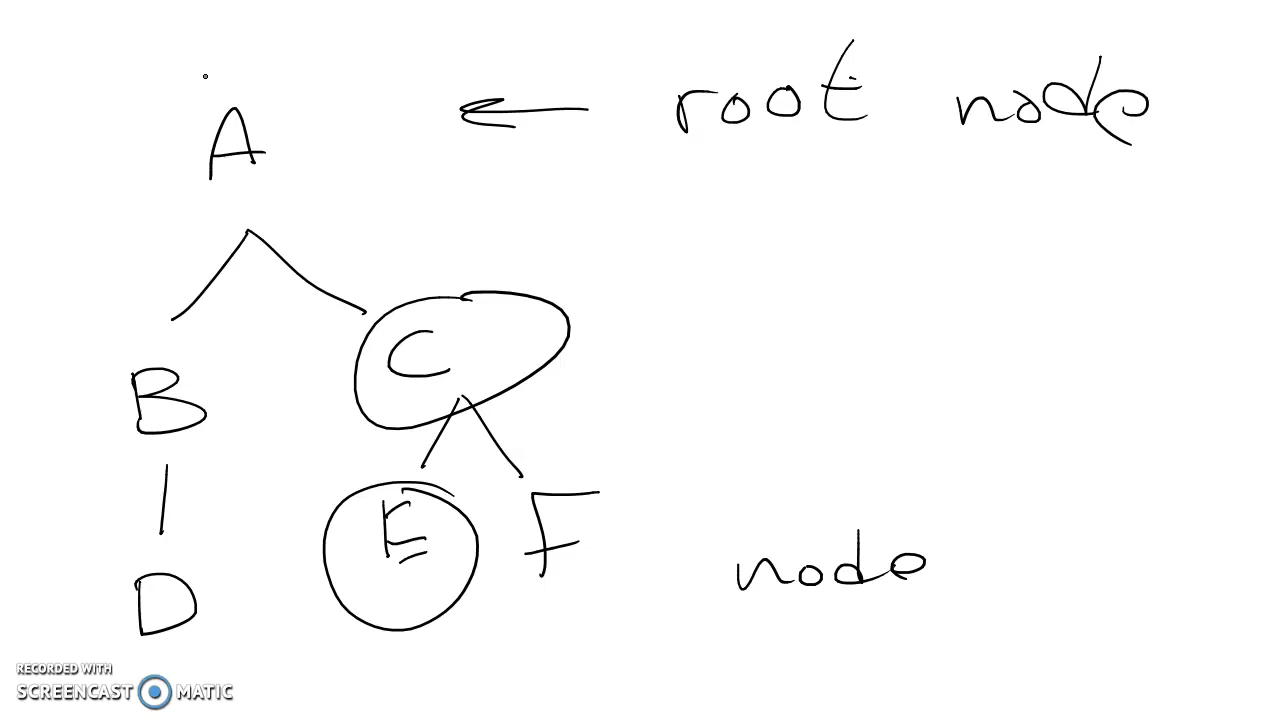 A ← root node
B C
D E F node
RECORDED WITH
SCREENCAST MATIC